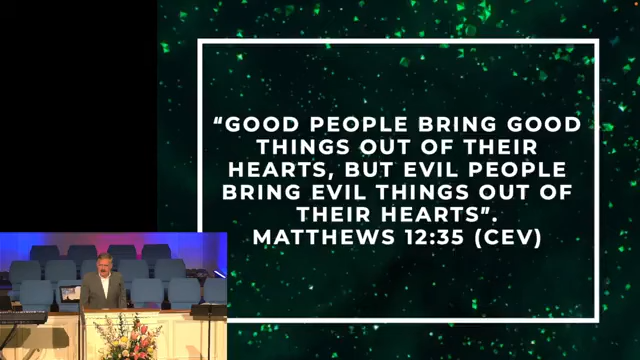 “GOOD PEOPLE BRING GOOD
THINGS OUT OF THEIR
HEARTS, BUT EVIL PEOPLE
BRING EVIL THINGS OUT OF
THEIR HEARTS”.
MATTHEWS 12:35 (CEV)